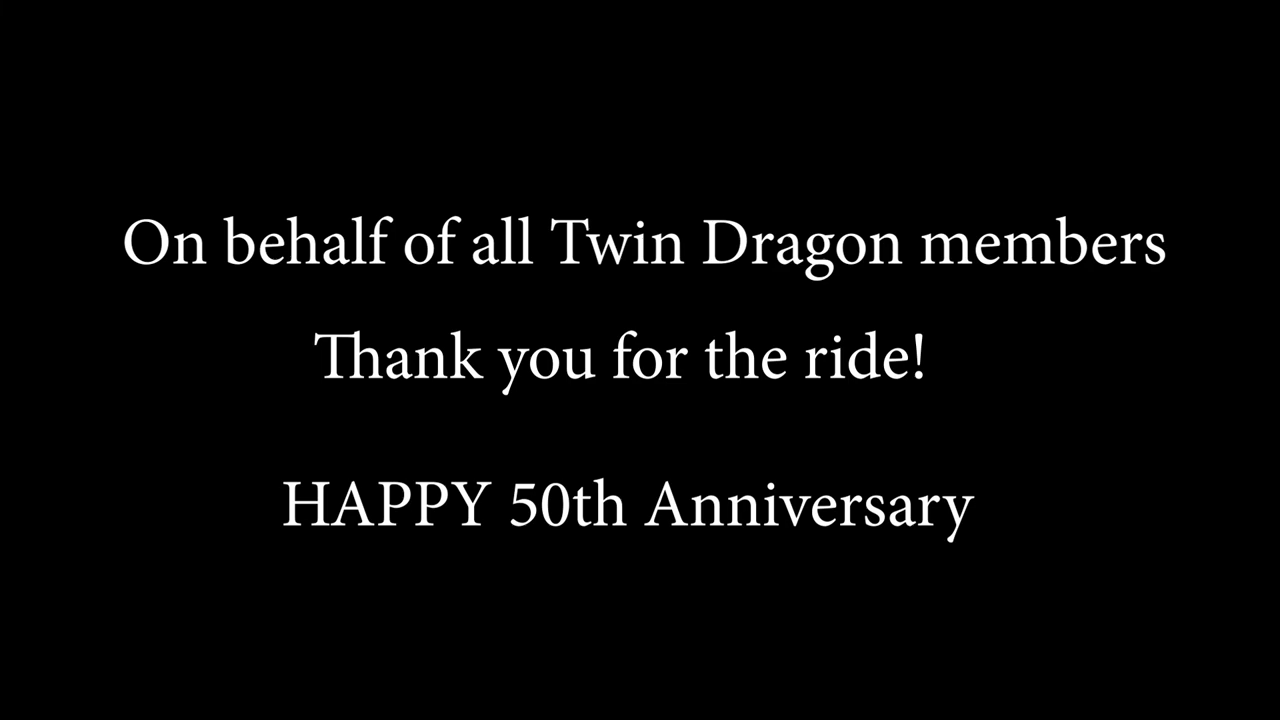 On behalf of all Twin Dragon members
Thank you for the ride!
HAPPY 50th Anniversary